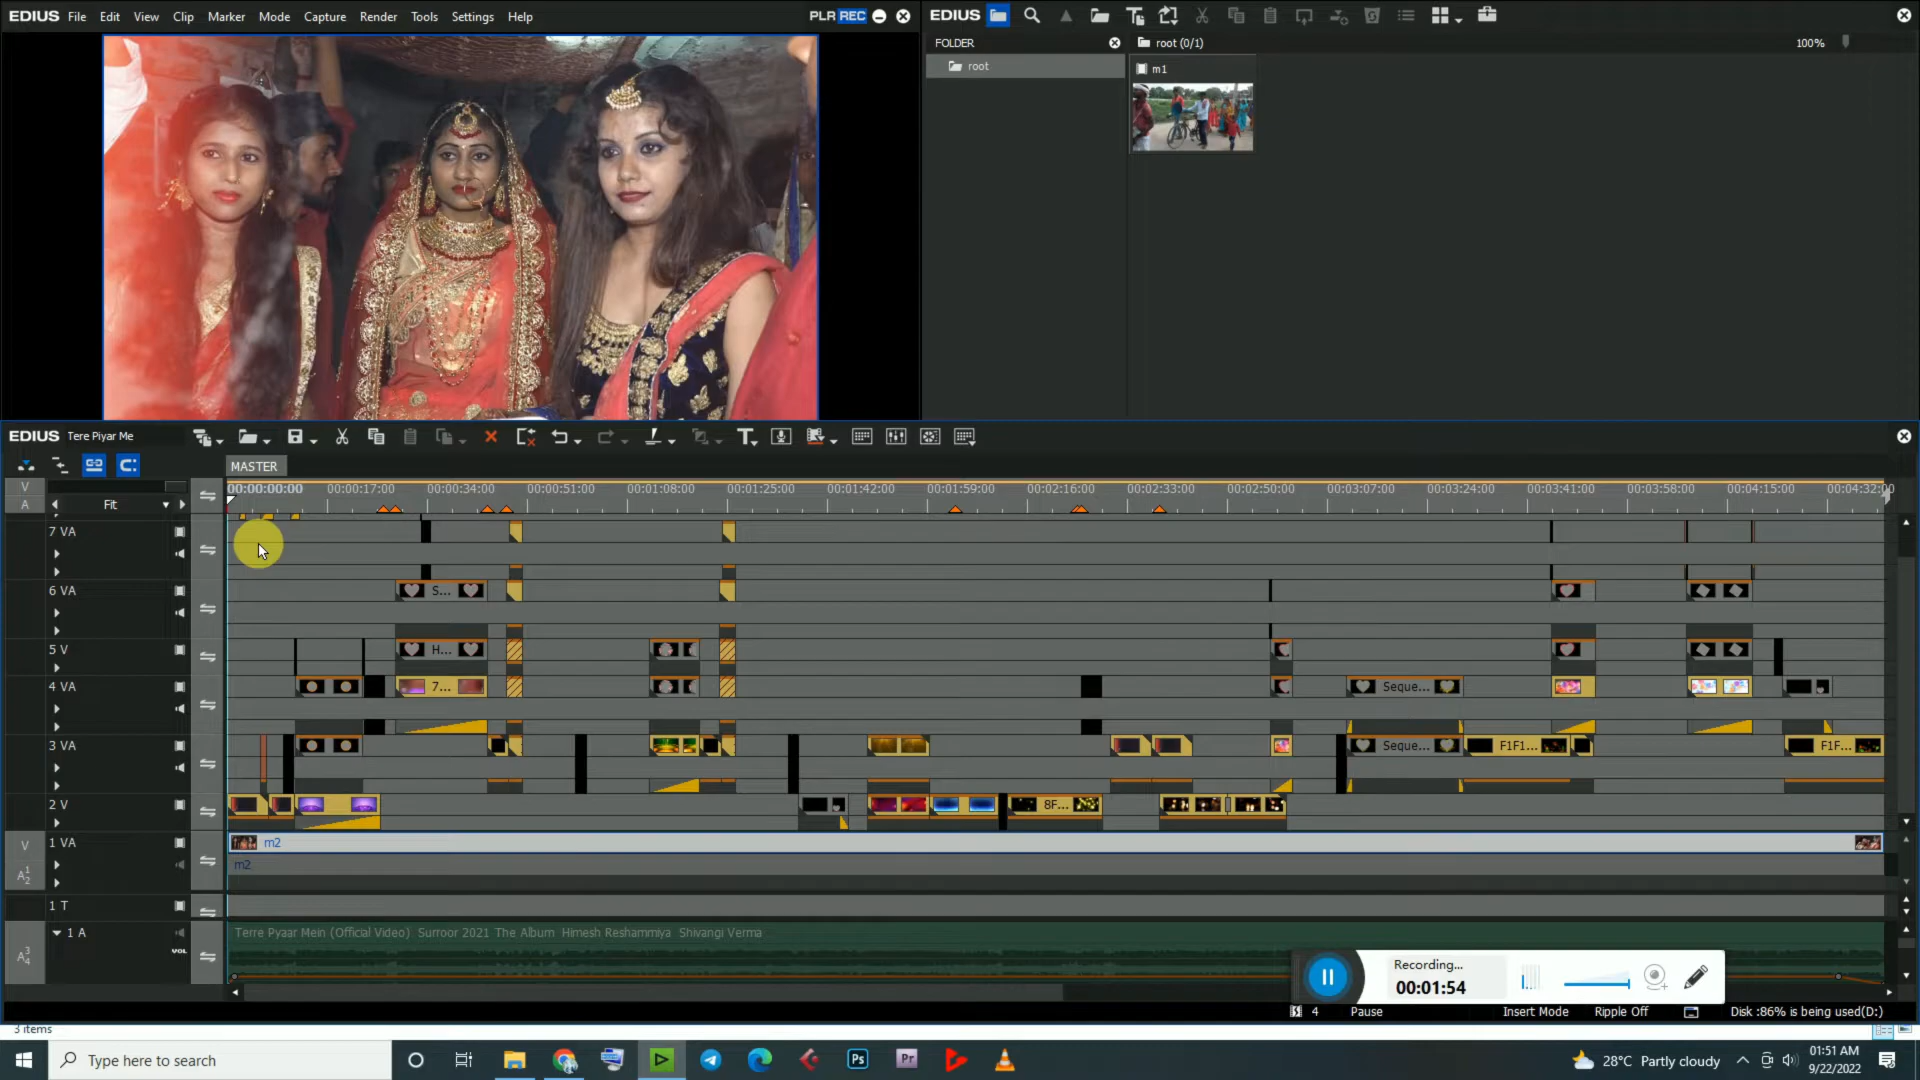 EDIUS File Edit View Clip Marker Mode Capture Render Tools Settings Help PLR REC
EDIUS
FOLDER root (0/1) 100%
root
m1
EDIUS Tere Piyar Me
MASTER
V 00:00:00:00 00:00:17:00 00:00:34:00 00:00:51:00 00:01:08:00 00:01:25:00 00:01:42:00 00:01:59:00 00:02:16:00 00:02:33:00 00:02:50:00 00:03:07:00 00:03:24:00 00:03:41:00 00:03:58:00 00:04:15:00 00:04:32:00
A Fit
7 VA
6 VA S...
5 V H...
4 VA 7... Seque...
3 VA Seque... F1F1... F1F...
2 V 8F...
V 1 VA m2
A 1 2 m2
1 T
1 A Terre Pyaar Mein (Official Video) Surroor 2021 The Album Himesh Reshammiya Shivangi Verma
A 3 4 VOL
Recording...
00:01:54
4 Pause Insert Mode Ripple Off Disk :86% is being used(D:)
3 items
Type here to search Ps Pr 28°C Partly cloudy 01:51 AM
9/22/2022